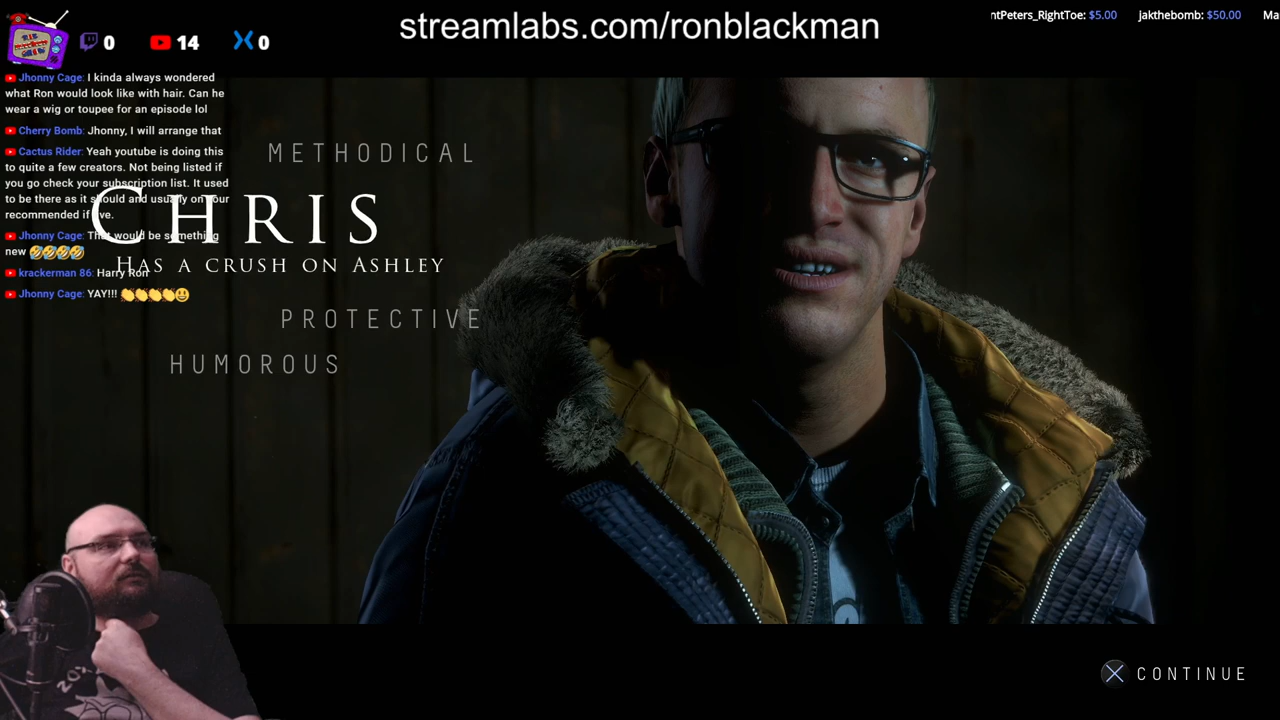 streamlabs.com/ronblackman
ntPeters_RightToe: $5.00 Jakthebomb: $50.00 Ma
0 14 0
Jhonny Cage: I kinda always wondered
what Ron would look like with hair. Can he
wear a wig or toupee for an episode lol
Cherry Bomb: Jhonny, I will arrange that
Cactus Rider: Yeah youtube is doing this
to quite a few creators. Not being listed if
you go check your subscription list. It used
to be there as it should and usually on your
recommended if live.
Jhonny Cage: That would be something
new 🤣🤣🤣🤣
krackerman 86: Harry Ron
Jhonny Cage: YAY!!! 👏👏👏👏😃
METHODICAL
CHRIS
HAS A CRUSH ON ASHLEY
PROTECTIVE
HUMOROUS
CONTINUE